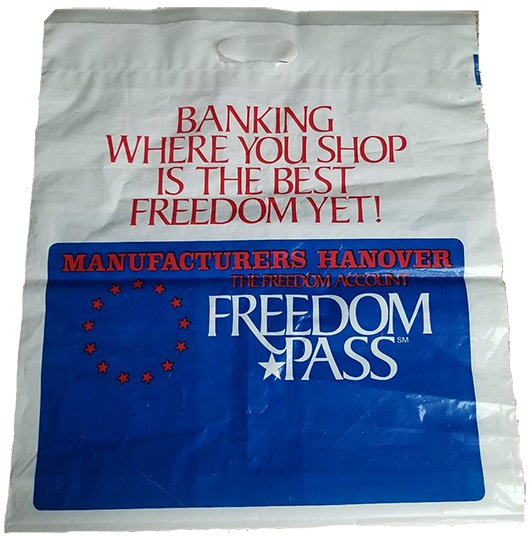 BANKING
WHERE YOU SHOP
IS THE BEST
FREEDOM YET!
MANUFACTURERS HANOVER
THE FREEDOM ACCOUNT
FREEDOM
PASS SM